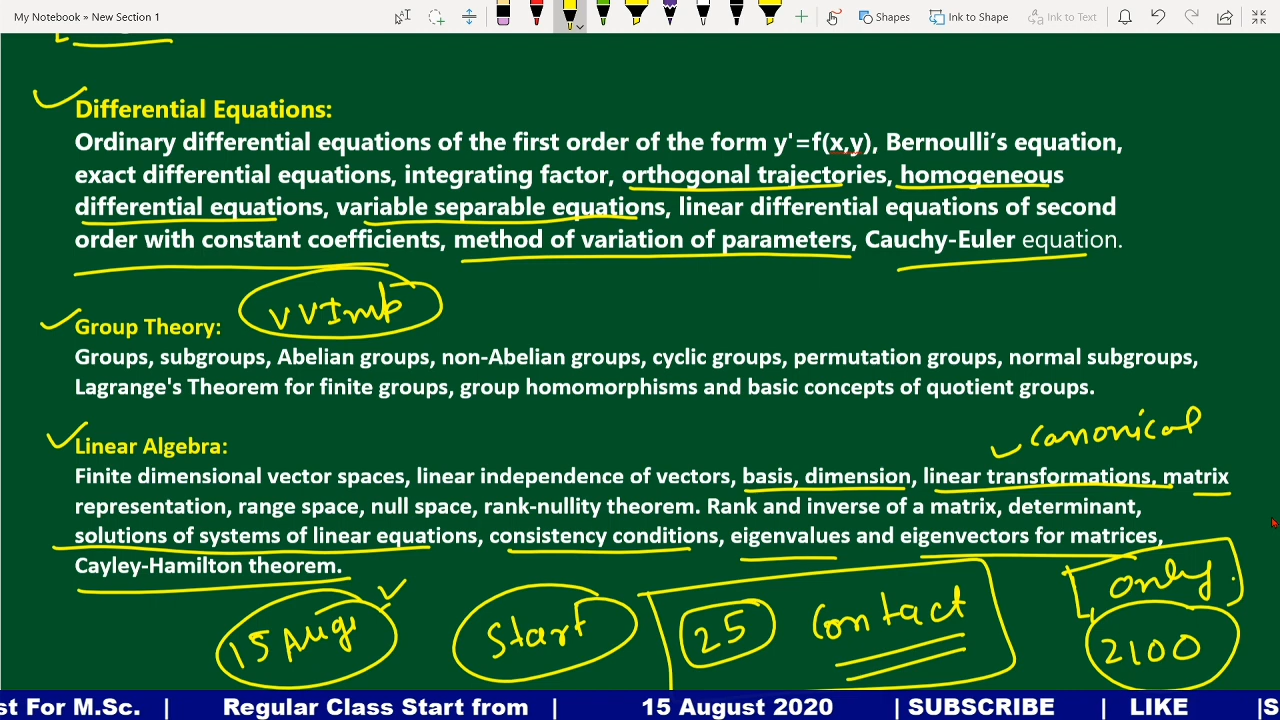 My Notebook » New Section 1
Shapes
Ink to Shape
Ink to Text
Differential Equations:
Ordinary differential equations of the first order of the form y'=f(x,y), Bernoulli's equation,
exact differential equations, integrating factor, orthogonal trajectories, homogeneous
differential equations, variable separable equations, linear differential equations of second
order with constant coefficients, method of variation of parameters, Cauchy-Euler equation.
VVImp
Group Theory:
Groups, subgroups, Abelian groups, non-Abelian groups, cyclic groups, permutation groups, normal subgroups,
Lagrange's Theorem for finite groups, group homomorphisms and basic concepts of quotient groups.
canonical
Linear Algebra:
Finite dimensional vector spaces, linear independence of vectors, basis, dimension, linear transformations, matrix
representation, range space, null space, rank-nullity theorem. Rank and inverse of a matrix, determinant,
solutions of systems of linear equations, consistency conditions, eigenvalues and eigenvectors for matrices,
Cayley-Hamilton theorem.
only
15 Aug Start 25 Contact 2100
st For M.Sc. | Regular Class Start from | 15 August 2020 | SUBSCRIBE | LIKE |S